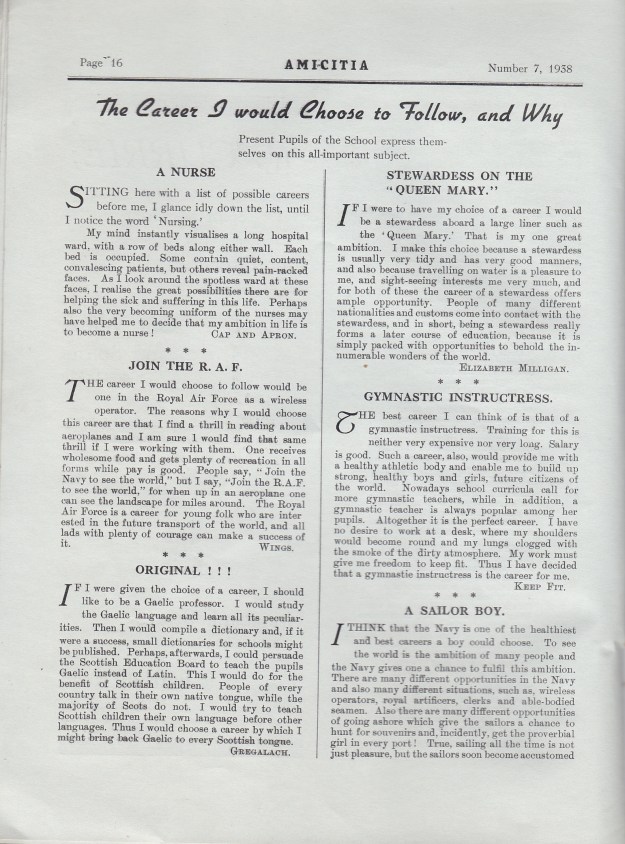 Page 16
AMICITIA
Number 7, 1938
The Career I would Choose to Follow, and Why
Present Pupils of the School express them-
selves on this all-important subject.
A NURSE
SITTING here with a list of possible careers
before me, I glance idly down the list, until
I notice the word 'Nursing.'
My mind instantly visualises a long hospital
ward, with a row of beds along either wall. Each
bed is occupied. Some contain quiet, content,
convalescing patients, but others reveal pain-racked
faces. As I look around the spotless ward at these
faces, I realise the great possibilities there are for
helping the sick and suffering in this life. Perhaps
also the very becoming uniform of the nurses may
have helped me to decide that my ambition in life is
to become a nurse! CAP AND APRON.
* * *
JOIN THE R. A. F.
THE career I would choose to follow would be
one in the Royal Air Force as a wireless
operator. The reasons why I would choose
this career are that I find a thrill in reading about
aeroplanes and I am sure I would find that same
thrill if I were working with them. One receives
wholesome food and gets plenty of recreation in all
forms while pay is good. People say, "Join the
Navy to see the world," but I say, "Join the R.A.F.
to see the world," for when up in an aeroplane one
can see the landscape for miles around. The Royal
Air Force is a career for young folk who are inter
ested in the future transport of the world, and all
lads with plenty of courage can make a success of
it. WINGS.
* * *
ORIGINAL ! ! !
IF I were given the choice of a career, I should
like to be a Gaelic professor. I would study
the Gaelic language and learn all its peculiar-
ities. Then I would compile a dictionary and, if it
were a success, small dictionaries for schools might
be published. Perhaps, afterwards, I could persuade
the Scottish Education Board to teach the pupils
Gaelic instead of Latin. This I would do for the
benefit of Scottish children. People of every
country talk in their own native tongue, while the
majority of Scots do not. I would try to teach
Scottish children their own language before other
languages. Thus I would choose a career by which I
might bring back Gaelic to every Scottish tongue.
GREGALACH.
STEWARDESS ON THE
"QUEEN MARY."
IF I were to have my choice of a career I would
be a stewardess aboard a large liner such as
the 'Queen Mary.' That is my one great
ambition. I make this choice because a stewardess
is usually very tidy and has very good manners,
and also because travelling on water is a pleasure to
me, and sight-seeing interests me very much, and
for both of these the career of a stewardess offers
ample opportunity. People of many different
nationalities and customs come into contact with the
stewardess, and in short, being a stewardess really
forms a later course of education, because it is
simply packed with opportunities to behold the in-
numerable wonders of the world.
ELIZABETH MILLIGAN.
* * *
GYMNASTIC INSTRUCTRESS.
THE best career I can think of is that of a
gymnastic instructress. Training for this is
neither very expensive nor very long. Salary
is good. Such a career, also, would provide me with
a healthy athletic body and enable me to build up
strong, healthy boys and girls, future citizens of
the world. Nowadays school curricula call for
more gymnastic teachers, while in addition, a
gymnastic teacher is always popular among her
pupils. Altogether it is the perfect career. I have
no desire to work at a desk, where my shoulders
would become round and my lungs clogged with
the smoke of the dirty atmosphere. My work must
give me freedom to keep fit. Thus I have decided
that a gymnastic instructress is the career for me.
KEEP FIT.
* * *
A SAILOR BOY.
I THINK that the Navy is one of the healthiest
and best careers a boy could choose. To see
the world is the ambition of many people and
the Navy gives one a chance to fulfil this ambition.
There are many different opportunities in the Navy
and also many different situations, such as, wireless
operators, royal artificers, clerks and able-bodied
seamen. Also there are many different opportunities
of going ashore which give the sailors a chance to
hunt for souvenirs and, incidently, get the proverbial
girl in every port! True, sailing all the time is not
just pleasure, but the sailors soon become accustomed